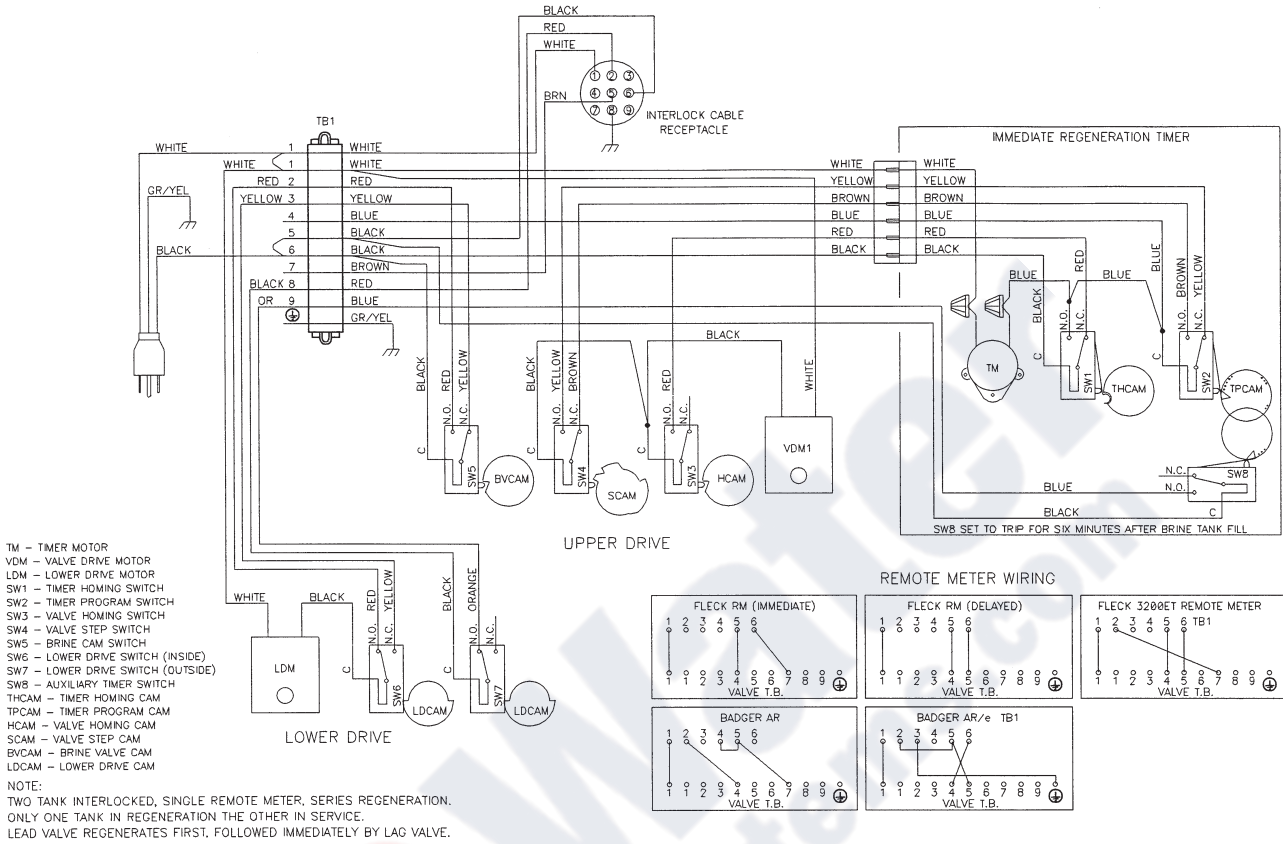 BLACK
RED
WHITE
1 2 3
4 5 6
7 8 9
BRN
INTERLOCK CABLE
RECEPTACLE
TB1
WHITE
GR/YEL
BLACK
WHITE
RED
YELLOW
BLACK
OR
1
1
2
3
4
5
6
7
8
9
WHITE
WHITE
RED
YELLOW
BLUE
BLACK
BLACK
BROWN
RED
BLUE
GR/YEL
IMMEDIATE REGENERATION TIMER
WHITE WHITE
YELLOW YELLOW
BROWN BROWN
BLUE BLUE
RED RED
BLACK BLACK
BLUE
BLACK
RED
BLUE
BLUE
BROWN
YELLOW
N.O.
N.C.
C
SW1
TM
THCAM
N.O.
N.C.
C
SW2
TPCAM
N.C.
N.O.
SW8
C
BLUE
BLACK
SW8 SET TO TRIP FOR SIX MINUTES AFTER BRINE TANK FILL
BLACK
RED
YELLOW
N.O.
N.C.
C
SW5
BVCAM
BLACK
YELLOW
BROWN
N.O.
N.C.
C
SW4
SCAM
BLACK
RED
N.O.
N.C.
C
SW3
HCAM
WHITE
VDM1
UPPER DRIVE
WHITE
BLACK
RED
YELLOW
N.O.
N.C.
C
SW6
LDCAM
BLACK
ORANGE
N.O.
N.C.
C
SW7
LDCAM
LDM
LOWER DRIVE
TM – TIMER MOTOR
VDM – VALVE DRIVE MOTOR
LDM – LOWER DRIVE MOTOR
SW1 – TIMER HOMING SWITCH
SW2 – TIMER PROGRAM SWITCH
SW3 – VALVE HOMING SWITCH
SW4 – VALVE STEP SWITCH
SW5 – BRINE CAM SWITCH
SW6 – LOWER DRIVE SWITCH (INSIDE)
SW7 – LOWER DRIVE SWITCH (OUTSIDE)
SW8 – AUXILIARY TIMER SWITCH
THCAM – TIMER HOMING CAM
TPCAM – TIMER PROGRAM CAM
HCAM – VALVE HOMING CAM
SCAM – VALVE STEP CAM
BVCAM – BRINE VALVE CAM
LDCAM – LOWER DRIVE CAM
NOTE:
TWO TANK INTERLOCKED, SINGLE REMOTE METER, SERIES REGENERATION.
ONLY ONE TANK IN REGENERATION THE OTHER IN SERVICE.
LEAD VALVE REGENERATES FIRST, FOLLOWED IMMEDIATELY BY LAG VALVE.
REMOTE METER WIRING
FLECK RM (IMMEDIATE)
1 2 3 4 5 6
1 1 2 3 4 5 6 7 8 9
VALVE T.B.
FLECK RM (DELAYED)
1 2 3 4 5 6
1 1 2 3 4 5 6 7 8 9
VALVE T.B.
FLECK 3200ET REMOTE METER
1 2 3 4 5 6 TB1
1 1 2 3 4 5 6 7 8 9
VALVE T.B.
BADGER AR
1 2 3 4 5 6
1 1 2 3 4 5 6 7 8 9
VALVE T.B.
BADGER AR/e TB1
1 2 3 4 5 6
1 1 2 3 4 5 6 7 8 9
VALVE T.B.